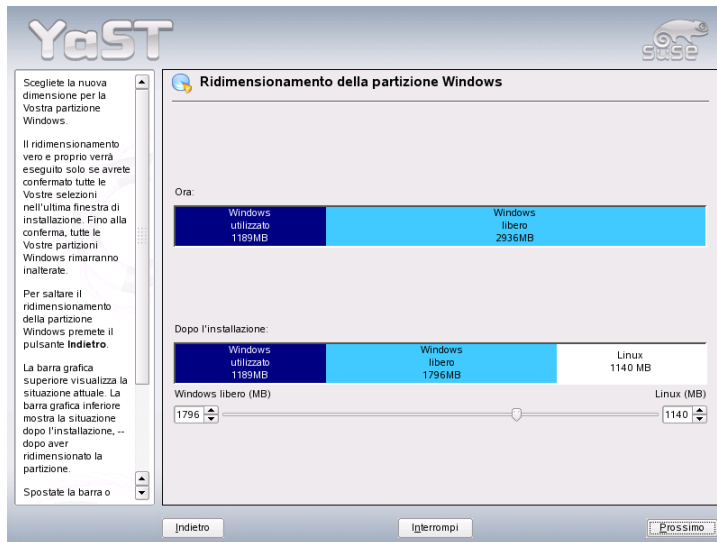 YaST
SUSE
Scegliete la nuova
dimensione per la
Vostra partizione
Windows.
Il ridimensionamento
vero e proprio verrà
eseguito solo se avrete
confermato tutte le
Vostre selezioni
nell'ultima finestra di
installazione. Fino alla
conferma, tutte le
Vostre partizioni
Windows rimarranno
inalterate.
Per saltare il
ridimensionamento
della partizione
Windows premete il
pulsante Indietro.
La barra grafica
superiore visualizza la
situazione attuale. La
barra grafica inferiore
mostra la situazione
dopo l'installazione, --
dopo aver
ridimensionato la
partizione.
Spostate la barra o
Ridimensionamento della partizione Windows
Ora:
Windows
utilizzato
1189MB
Windows
libero
2936MB
Dopo l'installazione:
Windows
utilizzato
1189MB
Windows
libero
1796MB
Linux
1140 MB
Windows libero (MB)
Linux (MB)
1796
1140
Indietro
Interrompi
Prossimo